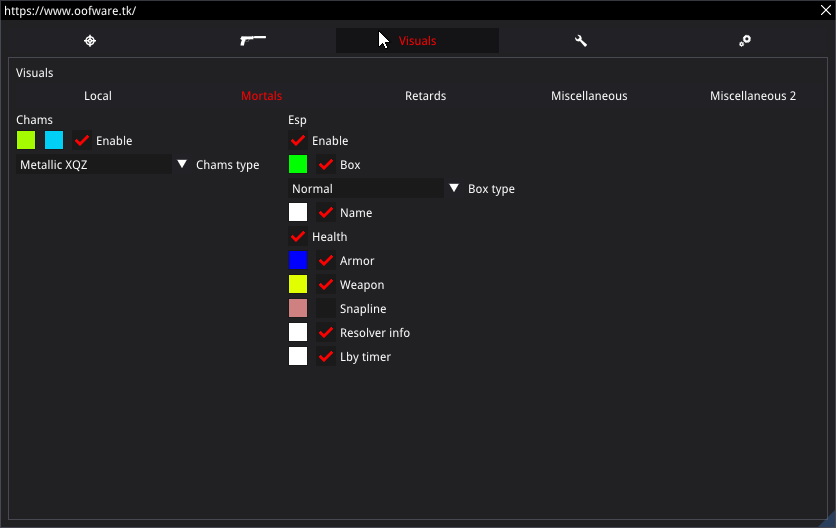 https://www.oofware.tk/
Visuals
Visuals
Local Mortals Retards Miscellaneous Miscellaneous 2
Chams Esp
Enable Enable
Box
Metallic XQZ Chams type
Normal Box type
Name
Health
Armor
Weapon
Snapline
Resolver info
Lby timer